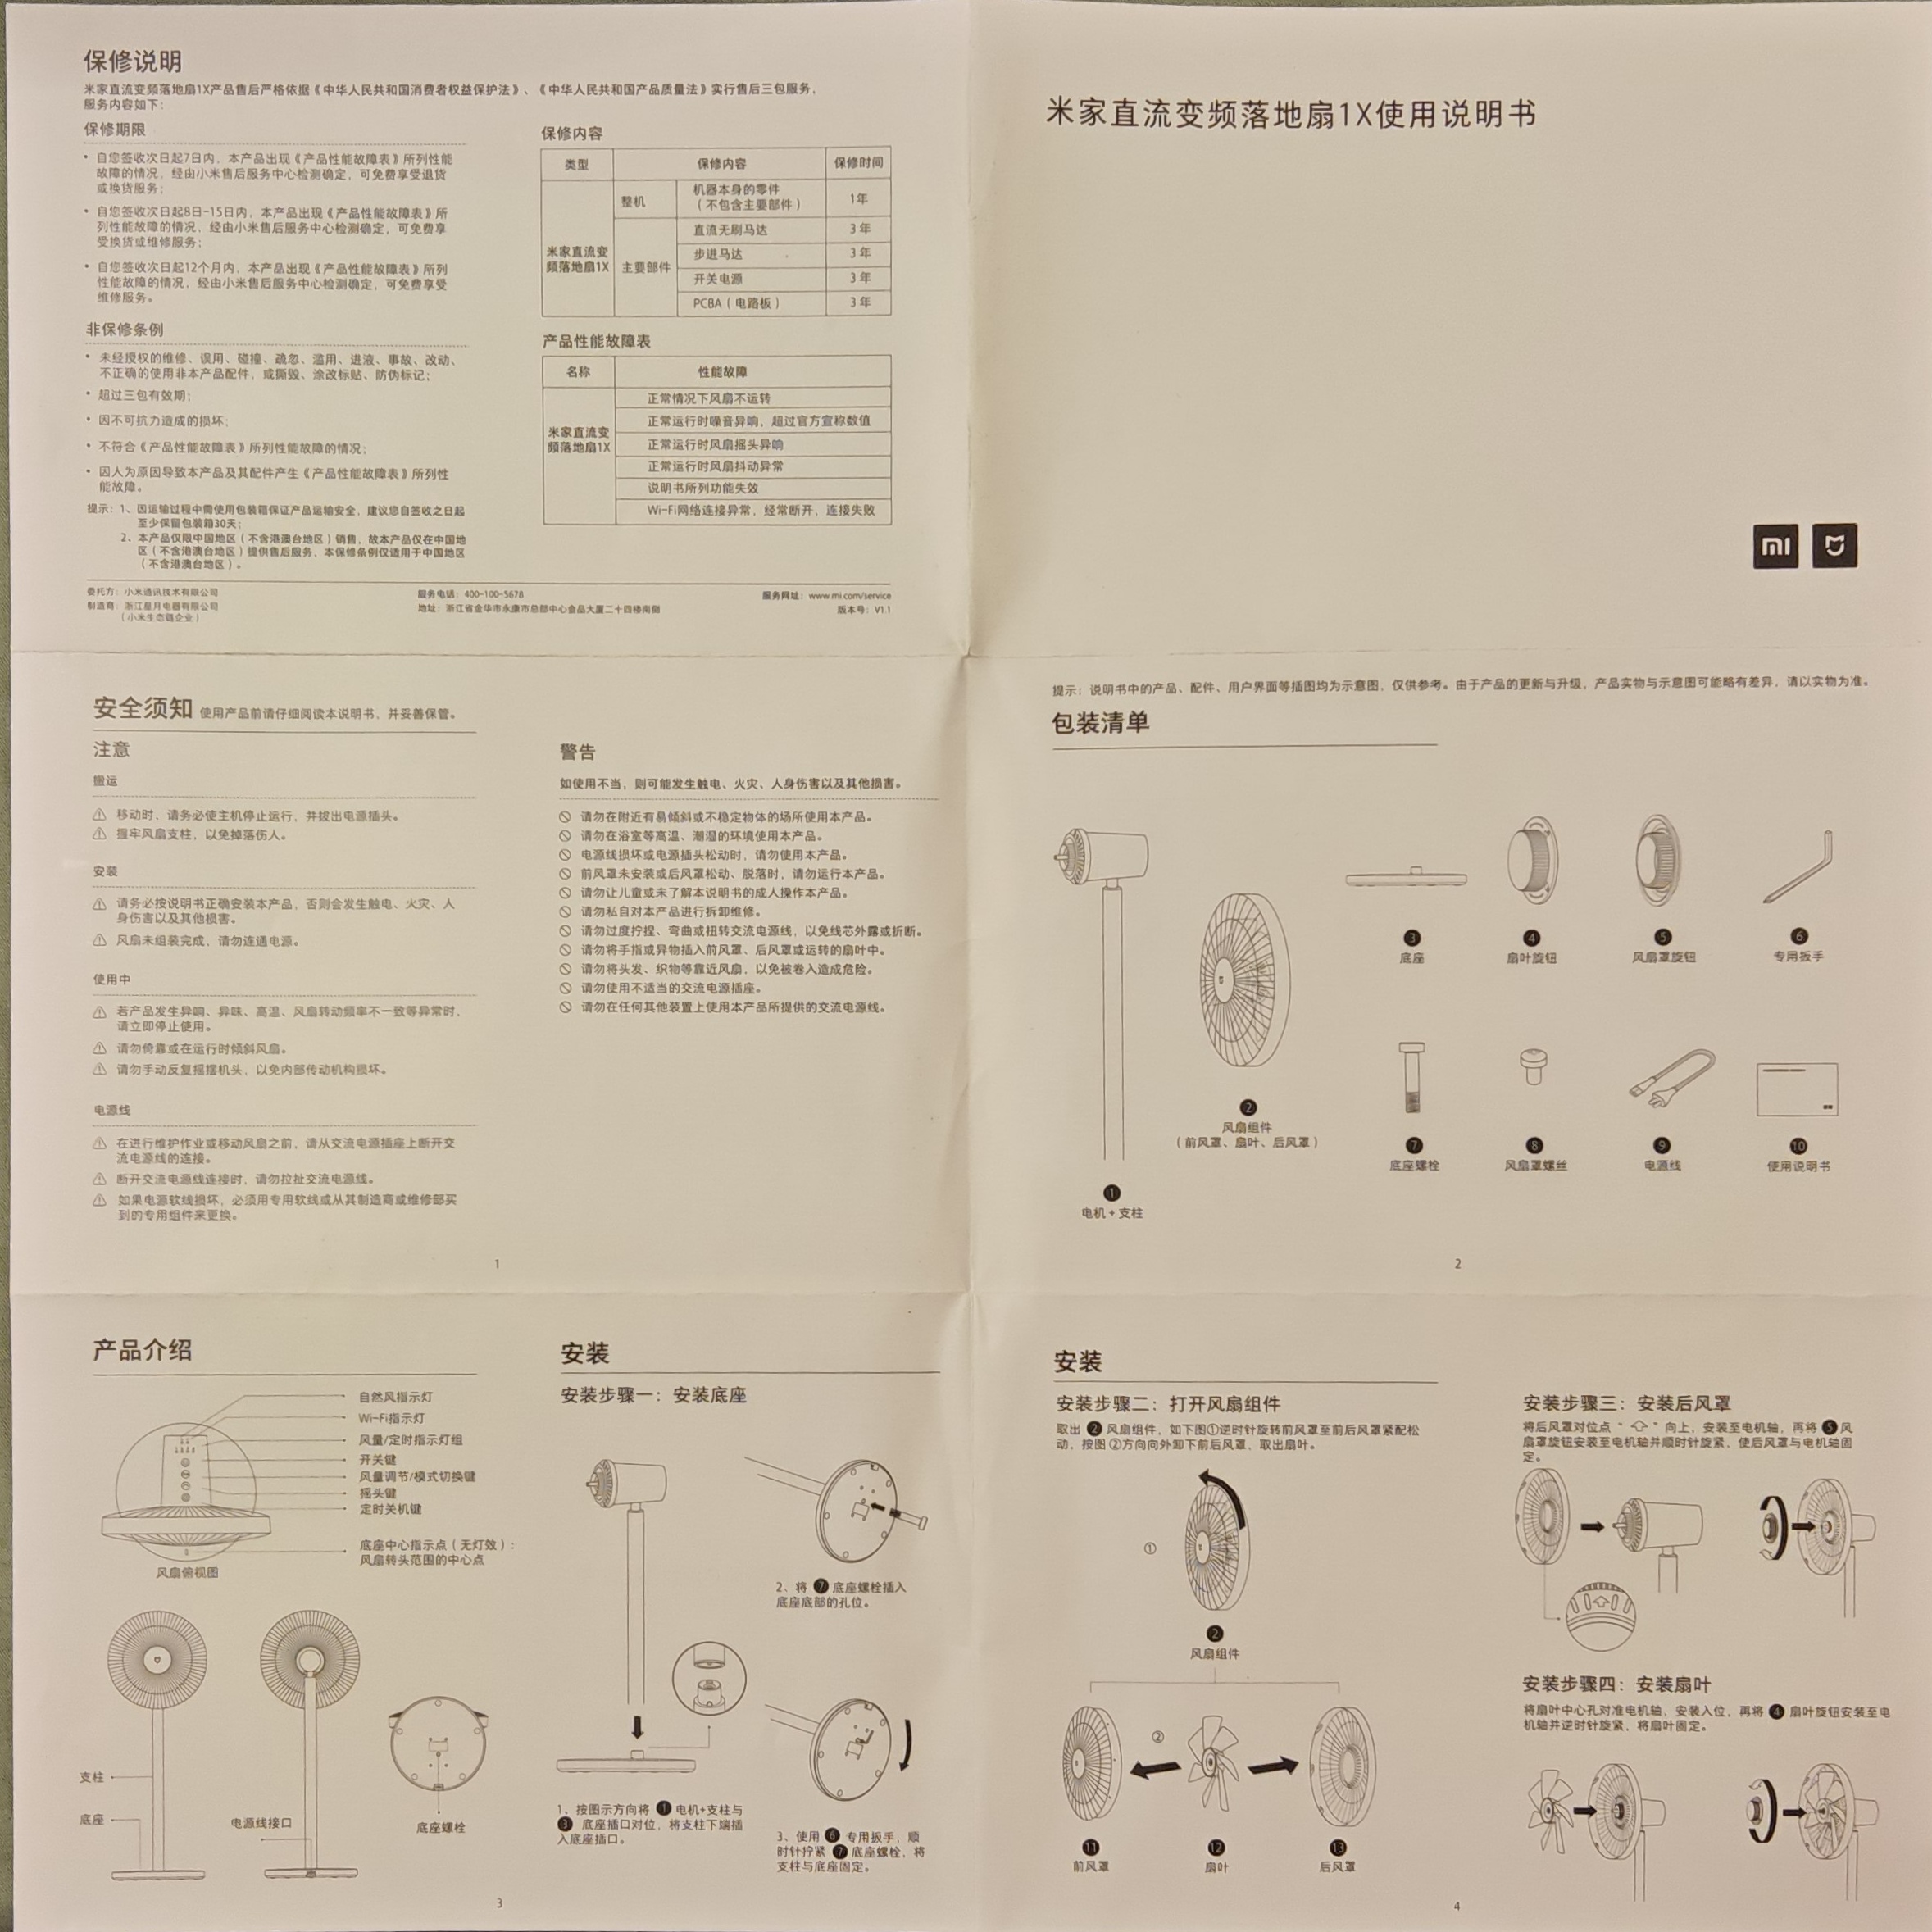 保修说明
米家直流变频落地扇1X产品售后严格依据《中华人民共和国消费者权益保护法》、《中华人民共和国产品质量法》实行售后三包服务，
服务内容如下：
保修期限
• 自您签收次日起7日内，本产品出现《产品性能故障表》所列性能
故障的情况，经由小米售后服务中心检测确定，可免费享受退货
或换货服务；
• 自您签收次日起8日-15日内，本产品出现《产品性能故障表》所
列性能故障的情况，经由小米售后服务中心检测确定，可免费享
受换货或维修服务；
• 自您签收次日起12个月内，本产品出现《产品性能故障表》所列
性能故障的情况，经由小米售后服务中心检测确定，可免费享受
维修服务。
非保修条例
• 未经授权的维修、误用、碰撞、疏忽、滥用、进液、事故、改动、
不正确的使用非本产品配件，或撕毁、涂改标贴、防伪标记；
• 超过三包有效期；
• 因不可抗力造成的损坏；
• 不符合《产品性能故障表》所列性能故障的情况；
• 因人为原因导致本产品及其配件产生《产品性能故障表》所列性
能故障。
提示：1、因运输过程中需使用包装箱保证产品运输安全，建议您自签收之日起
至少保留包装箱30天；
2、本产品仅限中国地区（不含港澳台地区）销售，故本产品仅在中国地
区（不含港澳台地区）提供售后服务，本保修条例仅适用于中国地区
（不含港澳台地区）。
保修内容
类型 保修内容 保修时间
米家直流变
频落地扇1X
整机 机器本身的零件
（不包含主要部件） 1年
主要部件
直流无刷马达 3 年
步进马达 3 年
开关电源 3 年
PCBA（电路板） 3 年
产品性能故障表
名称 性能故障
米家直流变
频落地扇1X
正常情况下风扇不运转
正常运行时噪音异响，超过官方宣称数值
正常运行时风扇摇头异响
正常运行时风扇抖动异常
说明书所列功能失效
Wi-Fi网络连接异常，经常断开，连接失败
委托方：小米通讯技术有限公司
制造商：浙江星月电器有限公司
（小米生态链企业）
服务电话：400-100-5678
地址：浙江省金华市永康市总部中心金品大厦二十四楼南侧
服务网址：www.mi.com/service
版本号：V1.1
米家直流变频落地扇1X使用说明书
mi
安全须知 使用产品前请仔细阅读本说明书，并妥善保管。
注意
搬运
移动时，请务必使主机停止运行，并拔出电源插头。
握牢风扇支柱，以免掉落伤人。
安装
请务必按说明书正确安装本产品，否则会发生触电、火灾、人
身伤害以及其他损害。
风扇未组装完成，请勿连通电源。
使用中
若产品发生异响、异味、高温、风扇转动频率不一致等异常时，
请立即停止使用。
请勿倚靠或在运行时倾斜风扇。
请勿手动反复摇摆机头，以免内部传动机构损坏。
电源线
在进行维护作业或移动风扇之前，请从交流电源插座上断开交
流电源线的连接。
断开交流电源线连接时，请勿拉扯交流电源线。
如果电源软线损坏，必须用专用软线或从其制造商或维修部买
到的专用组件来更换。
警告
如使用不当，则可能发生触电、火灾、人身伤害以及其他损害。
请勿在附近有易倾斜或不稳定物体的场所使用本产品。
请勿在浴室等高温、潮湿的环境使用本产品。
电源线损坏或电源插头松动时，请勿使用本产品。
前风罩未安装或后风罩松动、脱落时，请勿运行本产品。
请勿让儿童或未了解本说明书的成人操作本产品。
请勿私自对本产品进行拆卸维修。
请勿过度拧捏、弯曲或扭转交流电源线，以免线芯外露或折断。
请勿将手指或异物插入前风罩、后风罩或运转的扇叶中。
请勿将头发、织物等靠近风扇，以免被卷入造成危险。
请勿使用不适当的交流电源插座。
请勿在任何其他装置上使用本产品所提供的交流电源线。
1
提示：说明书中的产品、配件、用户界面等插图均为示意图，仅供参考。由于产品的更新与升级，产品实物与示意图可能略有差异，请以实物为准。
包装清单
1
电机 + 支柱
2
风扇组件
（前风罩、扇叶、后风罩）
3
底座
4
扇叶旋钮
5
风扇罩旋钮
6
专用扳手
7
底座螺栓
8
风扇罩螺丝
9
电源线
10
使用说明书
2
产品介绍
自然风指示灯
Wi-Fi指示灯
风量/定时指示灯组
开关键
风量调节/模式切换键
摇头键
定时关机键
底座中心指示点（无灯效）：
风扇转头范围的中心点
风扇俯视图
支柱
底座
电源线接口
底座螺栓
安装
安装步骤一：安装底座
1、按图示方向将 1 电机+支柱与
3 底座插口对位，将支柱下端插
入底座插口。
2、将 7 底座螺栓插入
底座底部的孔位。
3、使用 6 专用扳手，顺
时针拧紧 7 底座螺栓，将
支柱与底座固定。
3
安装
安装步骤二：打开风扇组件
取出 2 风扇组件，如下图①逆时针旋转前风罩至前后风罩紧配松
动，按图 ②方向向外卸下前后风罩，取出扇叶。
①
2
风扇组件
②
11
前风罩
12
扇叶
13
后风罩
安装步骤三：安装后风罩
将后风罩对位点 “ ⇧ ” 向上，安装至电机轴，再将 5 风
扇罩旋钮安装至电机轴并顺时针旋紧，使后风罩与电机轴固
定。
安装步骤四：安装扇叶
将扇叶中心孔对准电机轴，安装入位，再将 4 扇叶旋钮安装至电
机轴并逆时针旋紧，将扇叶固定。
4